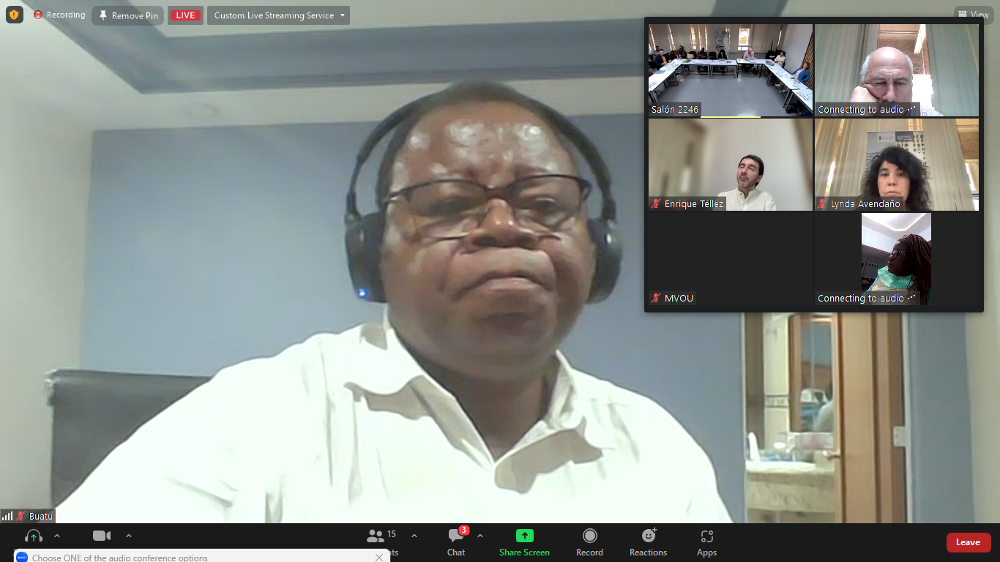 Recording
Remove Pin
LIVE
Custom Live Streaming Service
View
Salón 2246
Connecting to audio
Enrique Téllez
Lynda Avendaño
MVOU
Connecting to audio
Buatu
15
3
Chat
Share Screen
Record
Reactions
Apps
Leave
zoom
Choose ONE of the audio conference options